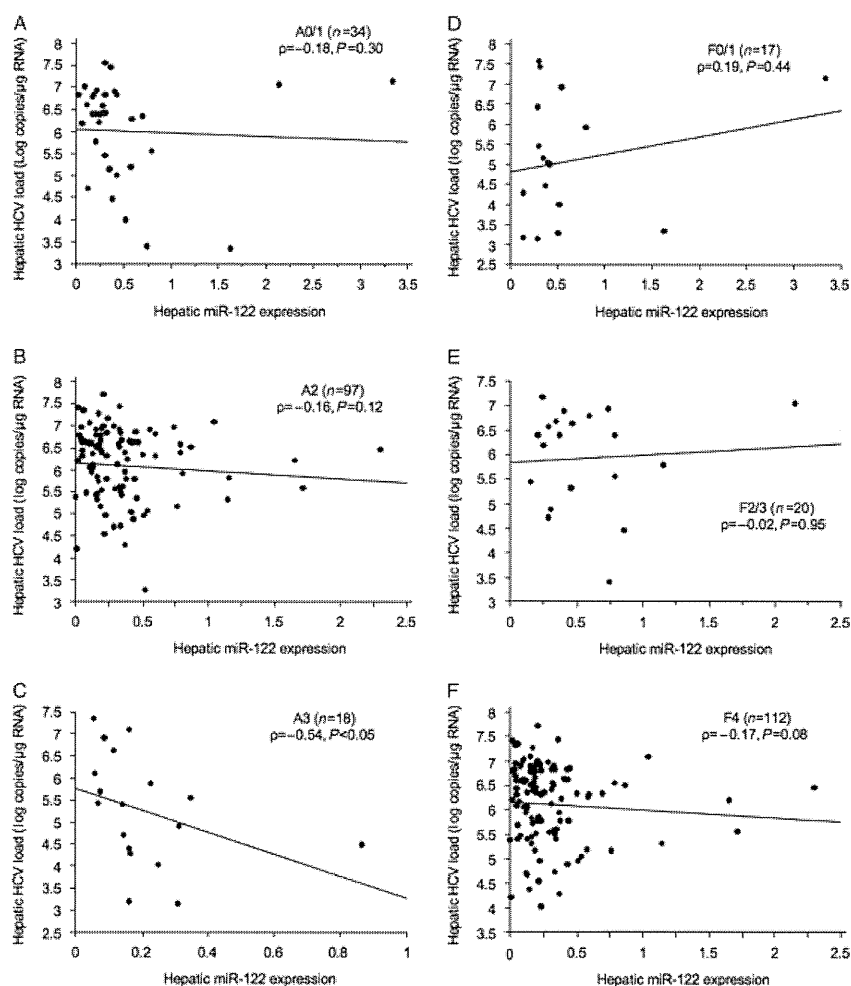 A
A0/1 (n=34)
ρ=−0.18, P=0.30
Hepatic HCV load (Log copies/µg RNA)
8
7.5
7
6.5
6
5.5
5
4.5
4
3.5
3
0 0.5 1 1.5 2 2.5 3 3.5
Hepatic miR-122 expression
D
F0/1 (n=17)
ρ=0.19, P=0.44
Hepatic HCV load (log copies/µg RNA)
8
7.5
7
6.5
6
5.5
5
4.5
4
3.5
3
2.5
0 0.5 1 1.5 2 2.5 3 3.5
Hepatic miR-122 expression
B
A2 (n=97)
ρ=−0.16, P=0.12
Hepatic HCV load (log copies/µg RNA)
8
7.5
7
6.5
6
5.5
5
4.5
4
3.5
3
0 0.5 1 1.5 2 2.5
Hepatic miR-122 expression
E
F2/3 (n=20)
ρ=−0.02, P=0.95
Hepatic HCV load (log copies/µg RNA)
7.5
7
6.5
6
5.5
5
4.5
4
3.5
3
0 0.5 1 1.5 2 2.5
Hepatic miR-122 expression
C
A3 (n=18)
ρ=−0.54, P<0.05
Hepatic HCV load (log copies/µg RNA)
7.5
7
6.5
6
5.5
5
4.5
4
3.5
3
2.5
0 0.2 0.4 0.6 0.8 1
Hepatic miR-122 expression
F
F4 (n=112)
ρ=−0.17, P=0.08
Hepatic HCV load (log copies/µg RNA)
8
7.5
7
6.5
6
5.5
5
4.5
4
3.5
0 0.5 1 1.5 2 2.5
Hepatic miR-122 expression